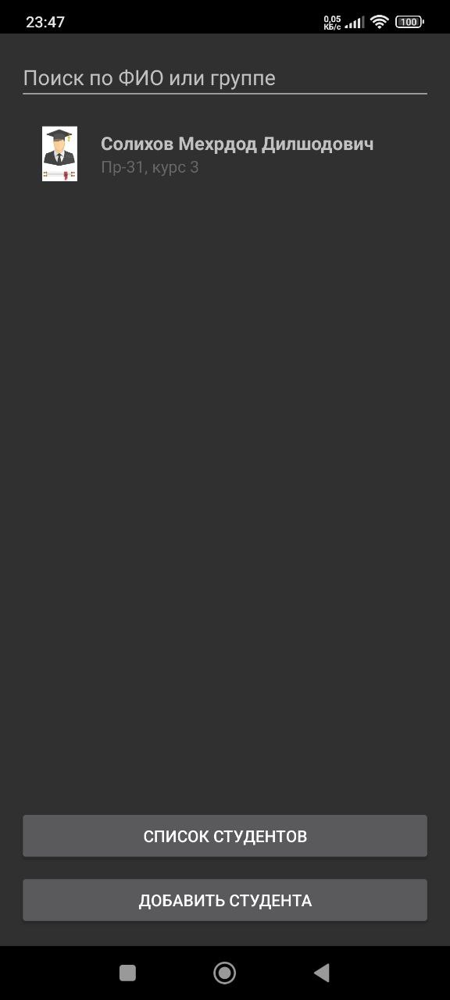 23:47
0,05
КБ/с
100
Поиск по ФИО или группе
Солихов Мехрдод Дилшодович
Пр-31, курс 3
СПИСОК СТУДЕНТОВ
ДОБАВИТЬ СТУДЕНТА